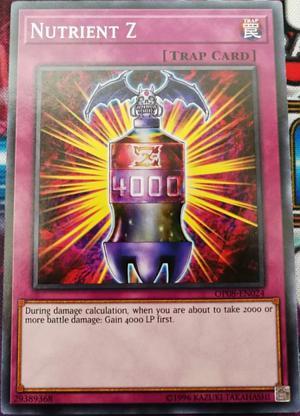 Nutrient Z
TRAP
罠
[Trap Card]
Z
4000
OP08-EN024
During damage calculation, when you are about to take 2000 or
more battle damage: Gain 4000 LP first.
29389368
©1996 KAZUKI TAKAHASHI